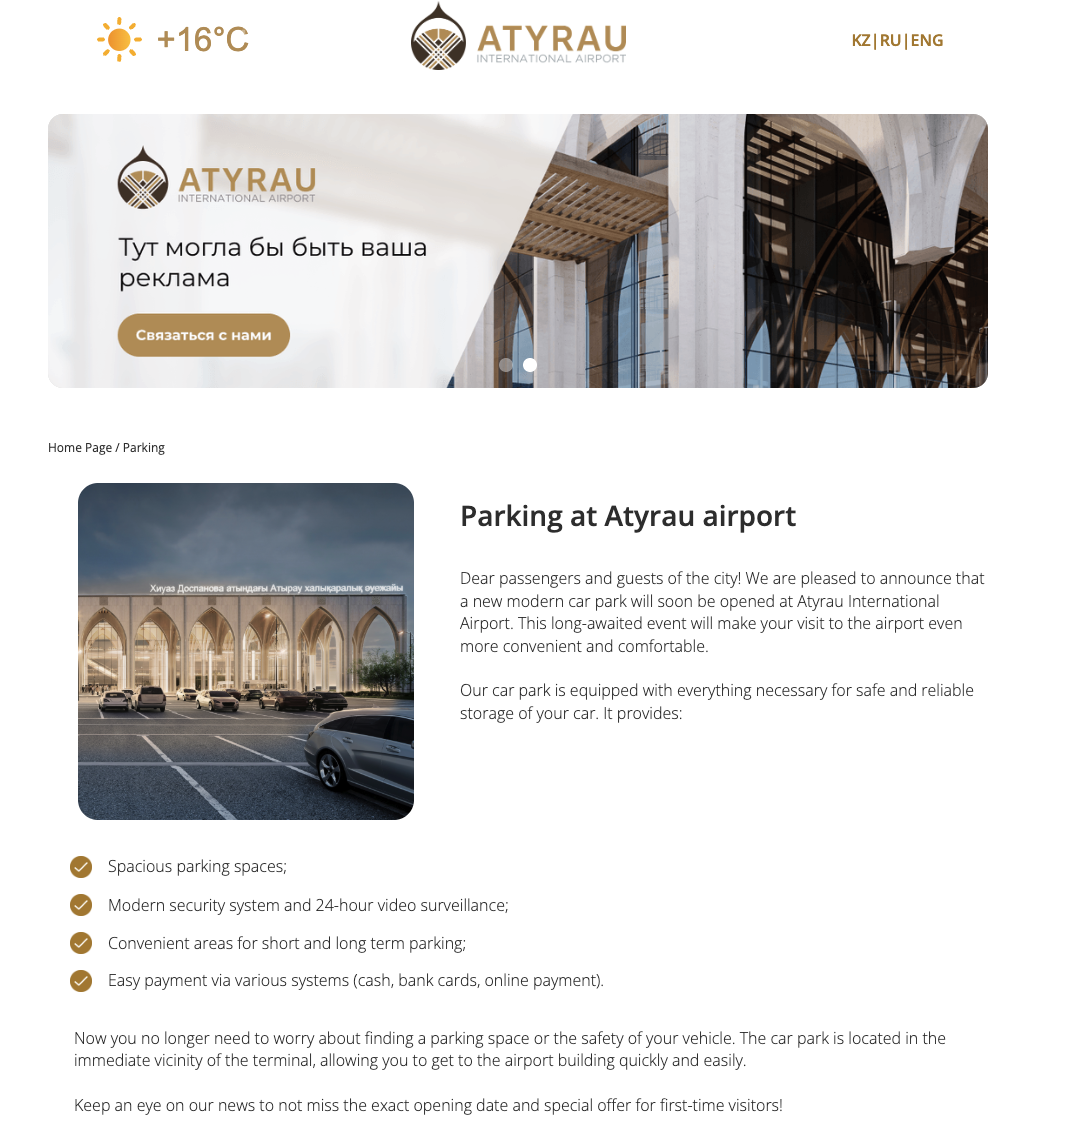 +16°C
ATYRAU
INTERNATIONAL AIRPORT
KZ|RU|ENG
ATYRAU
INTERNATIONAL AIRPORT
Тут могла бы быть ваша
реклама
Связаться с нами
Home Page / Parking
Хиуаз Доспанова атындағы Атырау халықаралық әуежайы
Parking at Atyrau airport
Dear passengers and guests of the city! We are pleased to announce that
a new modern car park will soon be opened at Atyrau International
Airport. This long-awaited event will make your visit to the airport even
more convenient and comfortable.
Our car park is equipped with everything necessary for safe and reliable
storage of your car. It provides:
Spacious parking spaces;
Modern security system and 24-hour video surveillance;
Convenient areas for short and long term parking;
Easy payment via various systems (cash, bank cards, online payment).
Now you no longer need to worry about finding a parking space or the safety of your vehicle. The car park is located in the
immediate vicinity of the terminal, allowing you to get to the airport building quickly and easily.
Keep an eye on our news to not miss the exact opening date and special offer for first-time visitors!